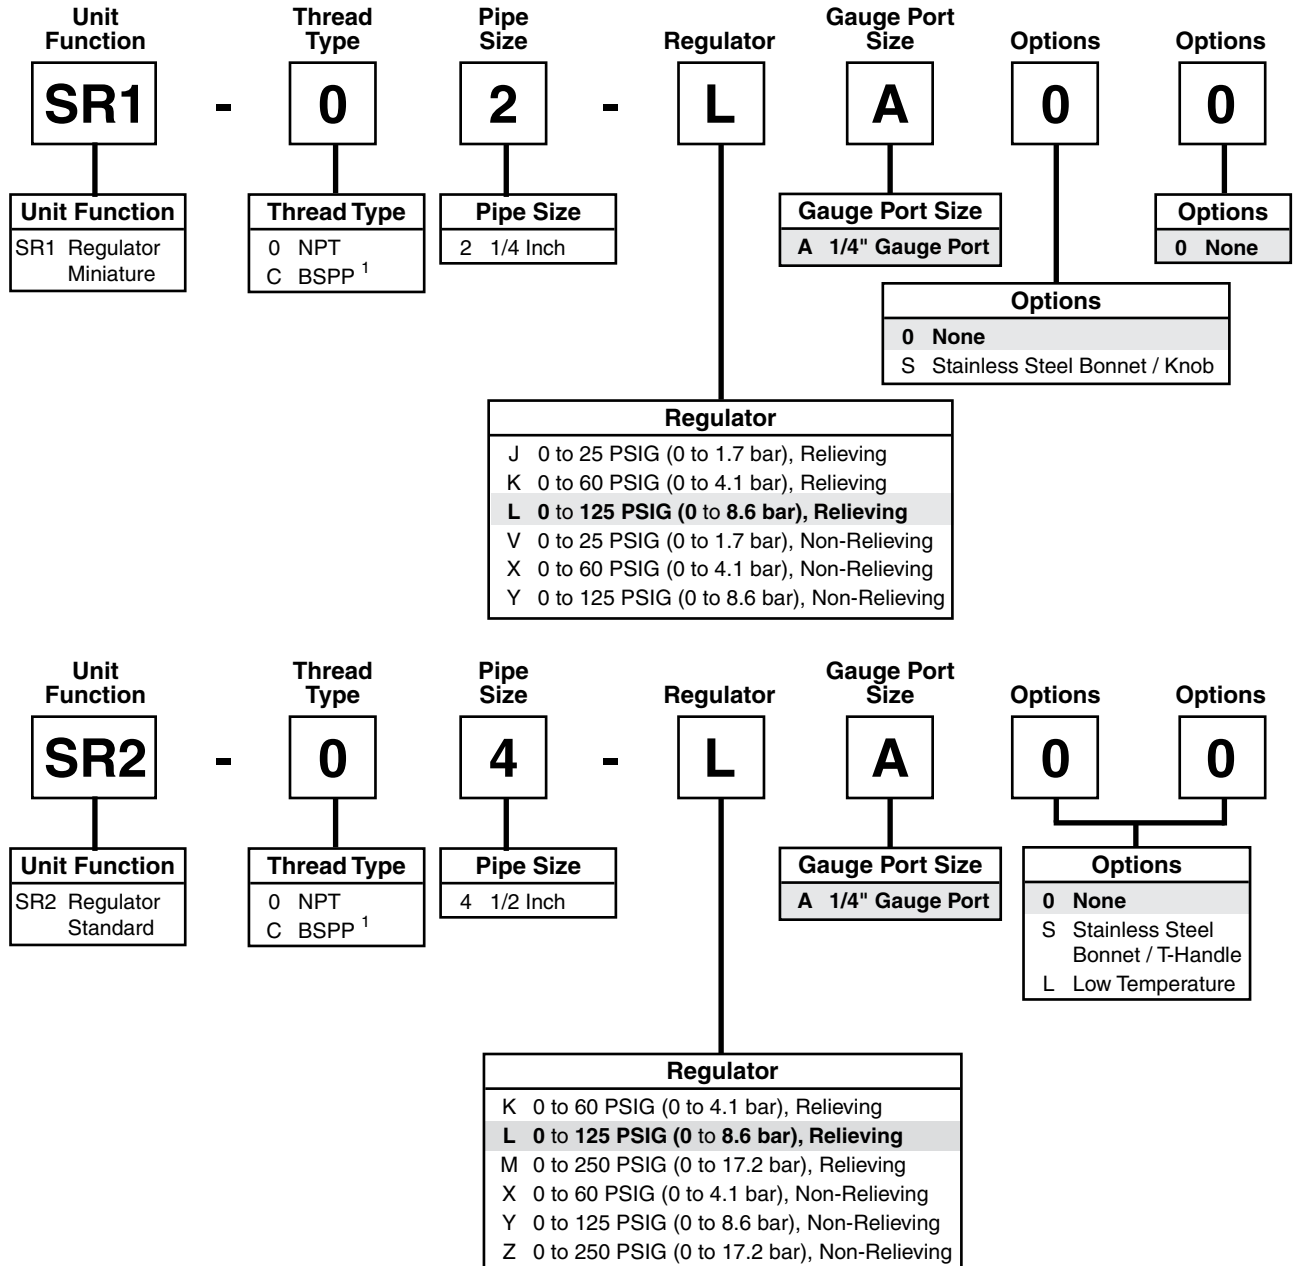 Unit Function
Thread Type
Pipe Size
Regulator
Gauge Port Size
Options
Options
SR1 - 0 2 - L A 0 0
Unit Function
SR1 Regulator
Miniature
Thread Type
0 NPT
C BSPP 1
Pipe Size
2 1/4 Inch
Gauge Port Size
A 1/4" Gauge Port
Options
0 None
Options
0 None
S Stainless Steel Bonnet / Knob
Regulator
J 0 to 25 PSIG (0 to 1.7 bar), Relieving
K 0 to 60 PSIG (0 to 4.1 bar), Relieving
L 0 to 125 PSIG (0 to 8.6 bar), Relieving
V 0 to 25 PSIG (0 to 1.7 bar), Non-Relieving
X 0 to 60 PSIG (0 to 4.1 bar), Non-Relieving
Y 0 to 125 PSIG (0 to 8.6 bar), Non-Relieving
Unit Function
Thread Type
Pipe Size
Regulator
Gauge Port Size
Options
Options
SR2 - 0 4 - L A 0 0
Unit Function
SR2 Regulator
Standard
Thread Type
0 NPT
C BSPP 1
Pipe Size
4 1/2 Inch
Gauge Port Size
A 1/4" Gauge Port
Options
0 None
S Stainless Steel
Bonnet / T-Handle
L Low Temperature
Regulator
K 0 to 60 PSIG (0 to 4.1 bar), Relieving
L 0 to 125 PSIG (0 to 8.6 bar), Relieving
M 0 to 250 PSIG (0 to 17.2 bar), Relieving
X 0 to 60 PSIG (0 to 4.1 bar), Non-Relieving
Y 0 to 125 PSIG (0 to 8.6 bar), Non-Relieving
Z 0 to 250 PSIG (0 to 17.2 bar), Non-Relieving